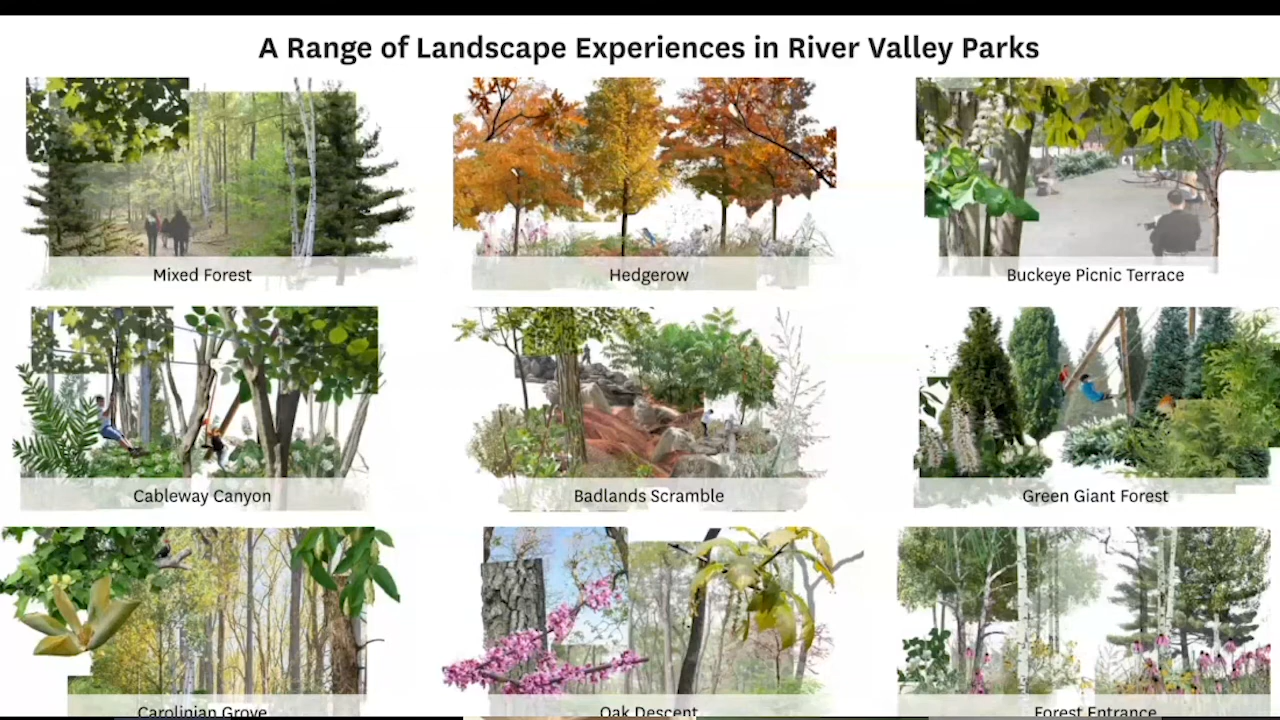 A Range of Landscape Experiences in River Valley Parks
Mixed Forest
Hedgerow
Buckeye Picnic Terrace
Cableway Canyon
Badlands Scramble
Green Giant Forest
Carolinian Grove
Oak Descent
Forest Entrance